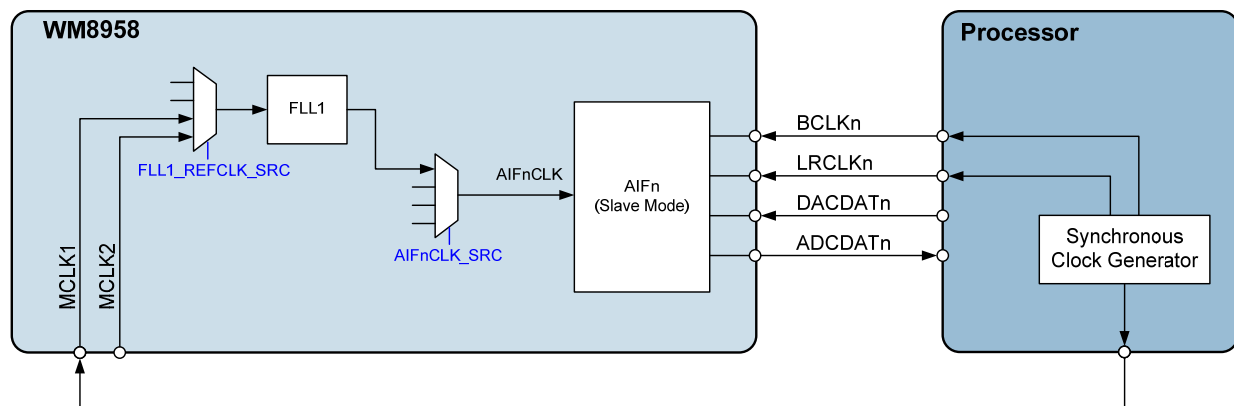 WM8958
Processor
FLL1
FLL1_REFCLK_SRC
AIFnCLK
AIFnCLK_SRC
AIFn
(Slave Mode)
BCLKn
LRCLKn
DACDATn
ADCDATn
Synchronous
Clock Generator
MCLK1
MCLK2